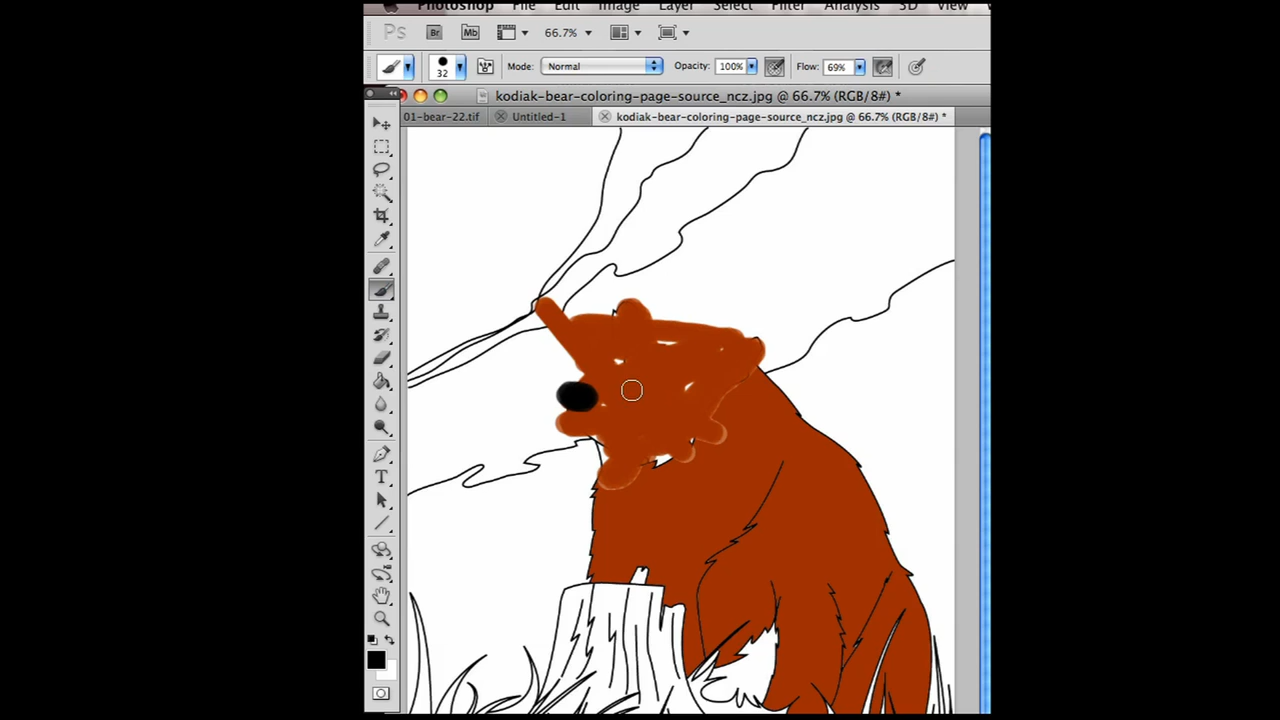 Photoshop File Edit Image Layer Select Filter Analysis 3D View
Ps Br Mb 66.7%
32 Mode: Normal Opacity: 100% Flow: 69%
kodiak-bear-coloring-page-source_ncz.jpg @ 66.7% (RGB/8#) *
01-bear-22.tif Untitled-1 kodiak-bear-coloring-page-source_ncz.jpg @ 66.7% (RGB/8#) *
T